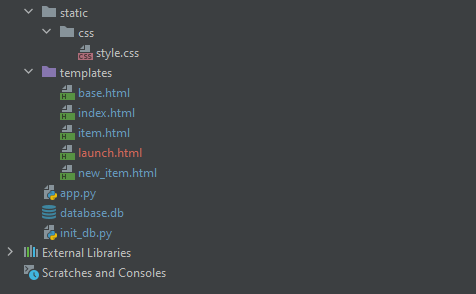 static
css
style.css
templates
base.html
index.html
item.html
launch.html
new_item.html
app.py
database.db
init_db.py
External Libraries
Scratches and Consoles